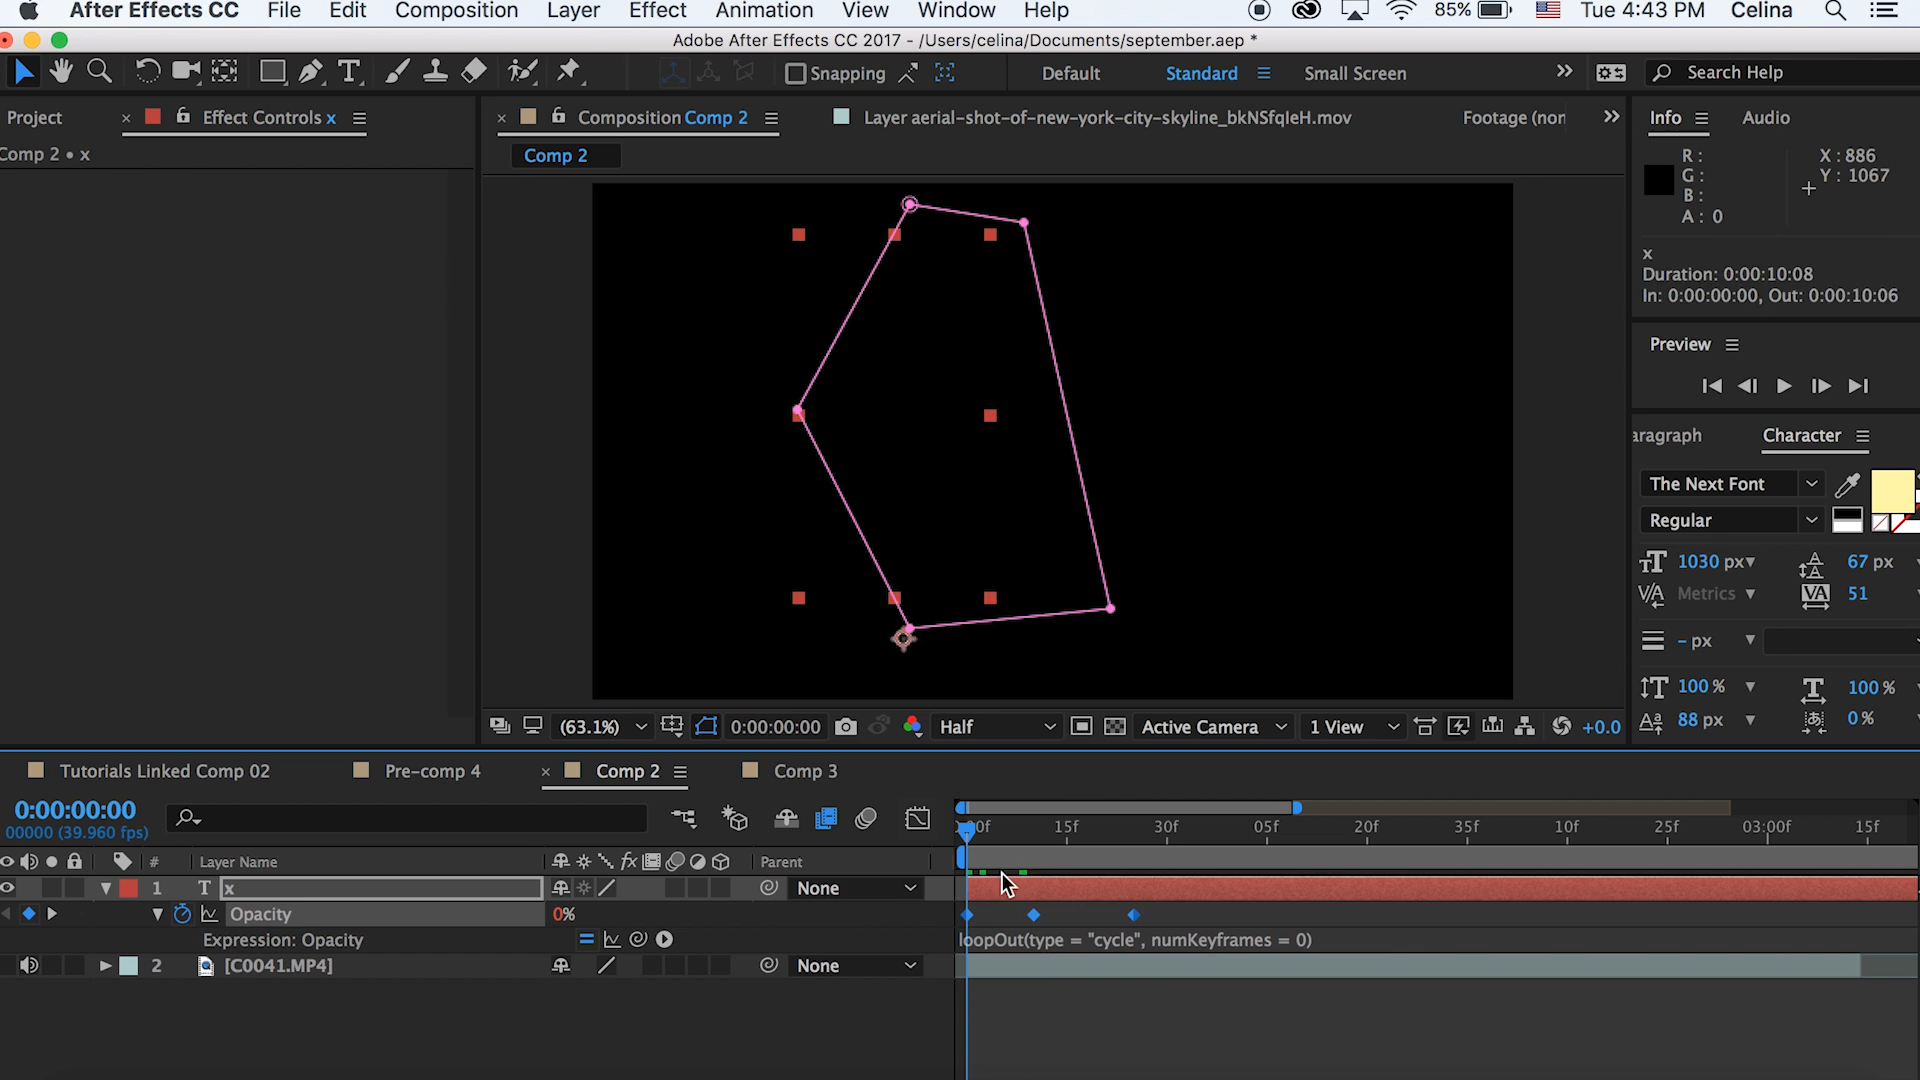 After Effects CC File Edit Composition Layer Effect Animation View Window Help 85% Tue 4:43 PM Celina
Adobe After Effects CC 2017 - /Users/celina/Documents/september.aep *
Snapping Default Standard Small Screen Search Help
Project Effect Controls x Composition Comp 2 Layer aerial-shot-of-new-york-city-skyline_bkNSfqleH.mov Footage (non Info Audio
Comp 2 • x Comp 2
R: X: 886
G: Y: 1067
B:
A: 0
x
Duration: 0:00:10:08
In: 0:00:00:00, Out: 0:00:10:06
Preview
aragraph Character
The Next Font
Regular
1030 px 67 px
Metrics 51
- px
100% 100%
88 px 0%
(63.1%) 0:00:00:00 Half Active Camera 1 View +0.0
Tutorials Linked Comp 02 Pre-comp 4 Comp 2 Comp 3
0:00:00:00
00000 (39.960 fps)
00f 15f 30f 05f 20f 35f 10f 25f 03:00f 15f
# Layer Name fx Parent
1 T x None
Opacity 0%
Expression: Opacity loopOut(type = "cycle", numKeyframes = 0)
2 [C0041.MP4] None